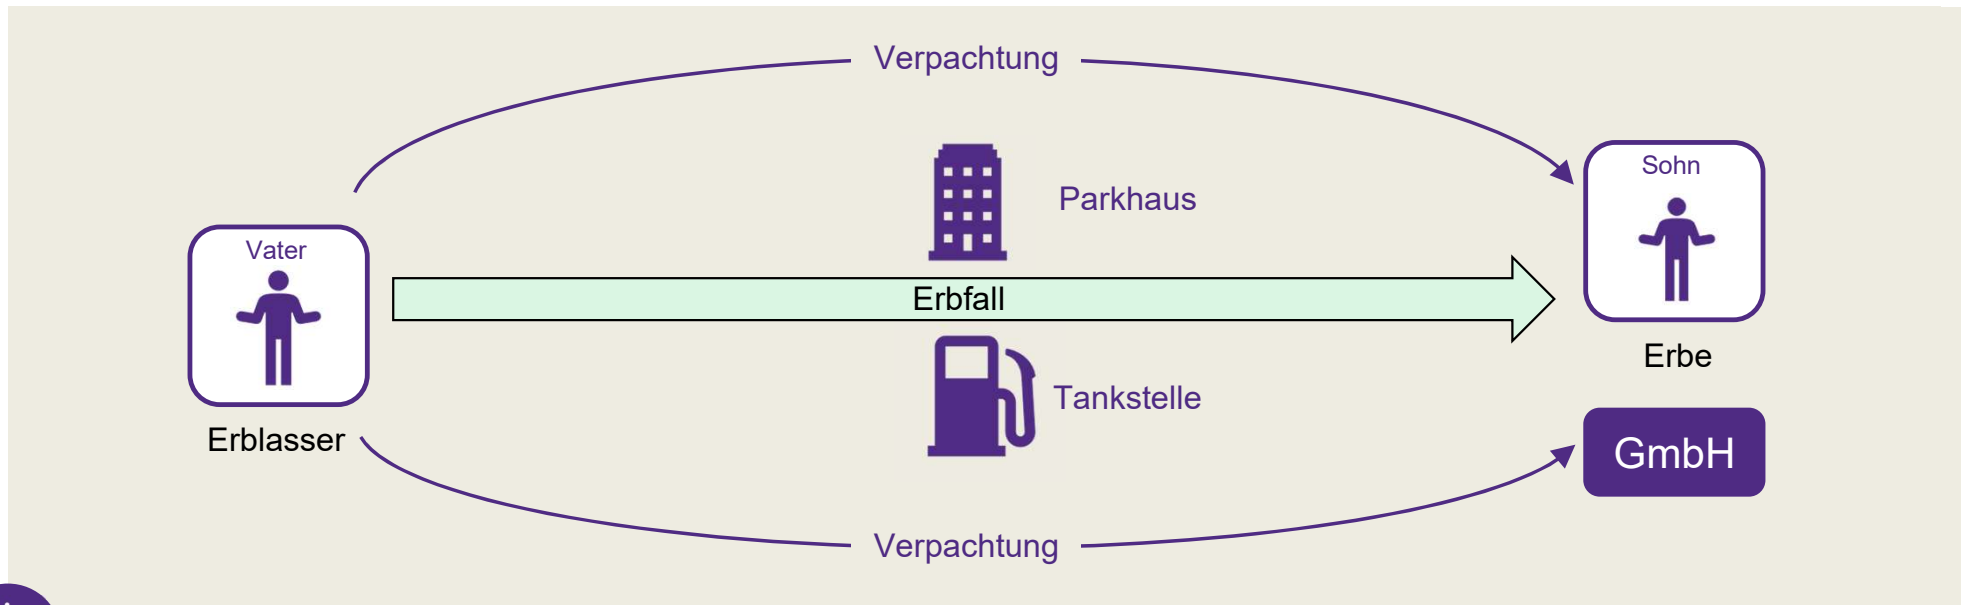 Verpachtung
Sohn
Parkhaus
Vater
Erbfall
Erbe
Tankstelle
Erblasser
GmbH
Verpachtung